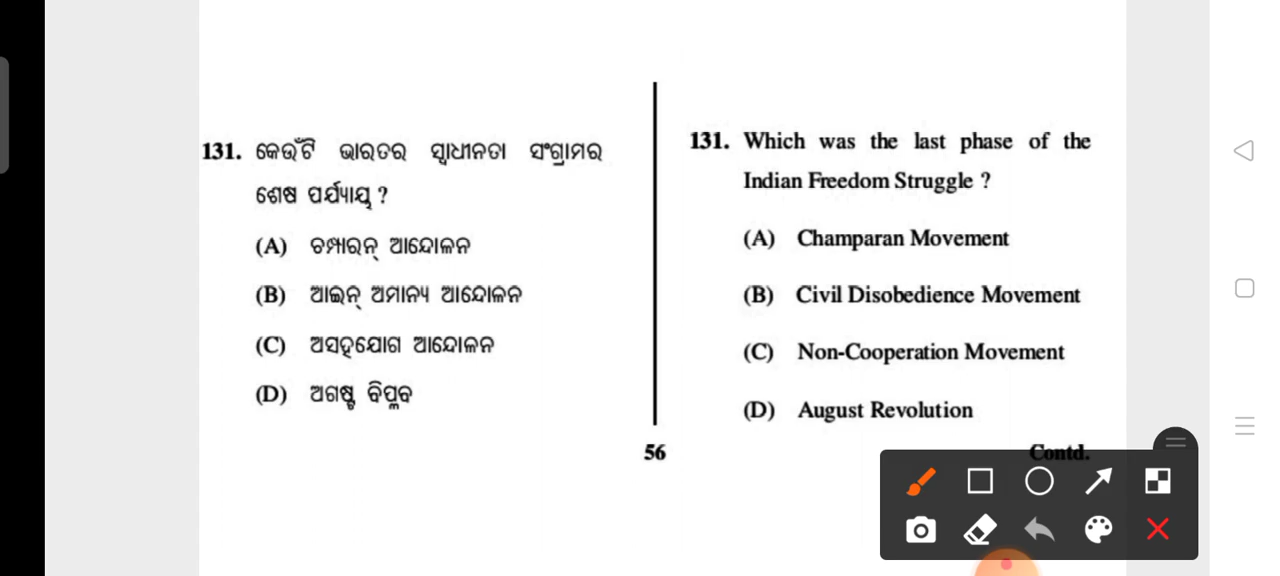 131. କେଉଁଟି ଭାରତର ସ୍ୱାଧୀନତା ସଂଗ୍ରାମର
ଶେଷ ପର୍ଯ୍ୟାୟ ?
(A) ଚମ୍ପାରନ୍ ଆନ୍ଦୋଳନ
(B) ଆଇନ୍ ଅମାନ୍ୟ ଆନ୍ଦୋଳନ
(C) ଅସହଯୋଗ ଆନ୍ଦୋଳନ
(D) ଅଗଷ୍ଟ ବିପ୍ଳବ
131. Which was the last phase of the
Indian Freedom Struggle ?
(A) Champaran Movement
(B) Civil Disobedience Movement
(C) Non-Cooperation Movement
(D) August Revolution
56
Contd.